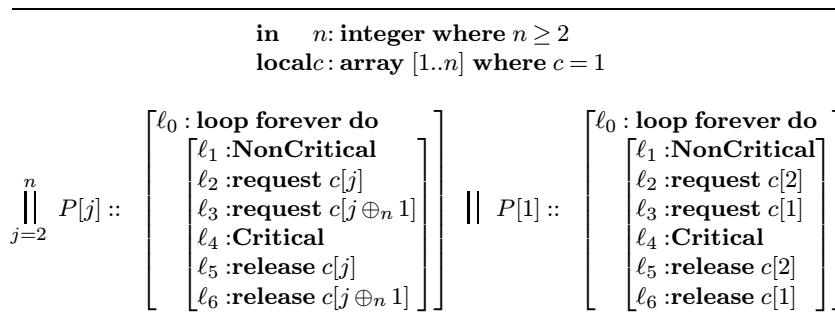 in n: integer where n ≥ 2
local c : array [1..n] where c = 1
n
|| P[j] ::
j=2
ℓ0 : loop forever do
ℓ1 :NonCritical
ℓ2 :request c[j]
ℓ3 :request c[j ⊕n 1]
ℓ4 :Critical
ℓ5 :release c[j]
ℓ6 :release c[j ⊕n 1]
|| P[1] ::
ℓ0 : loop forever do
ℓ1 :NonCritical
ℓ2 :request c[2]
ℓ3 :request c[1]
ℓ4 :Critical
ℓ5 :release c[2]
ℓ6 :release c[1]